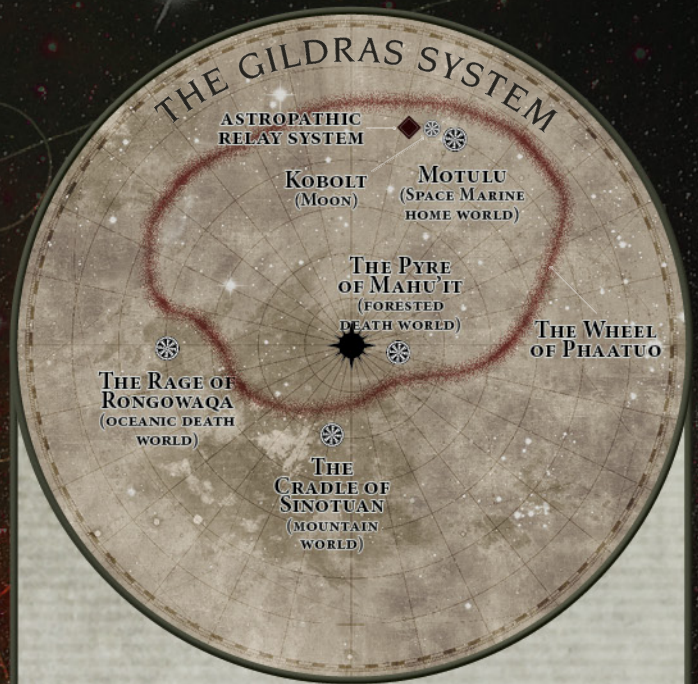 THE GILDRAS SYSTEM
ASTROPATHIC
RELAY SYSTEM
KOBOLT
(MOON)
MOTULU
(SPACE MARINE
HOME WORLD)
THE PYRE
OF MAHU'IT
(FORESTED
DEATH WORLD)
THE WHEEL
OF PHAATUO
THE RAGE OF
RONGOWAQA
(OCEANIC DEATH
WORLD)
THE
CRADLE OF
SINOTUAN
(MOUNTAIN
WORLD)